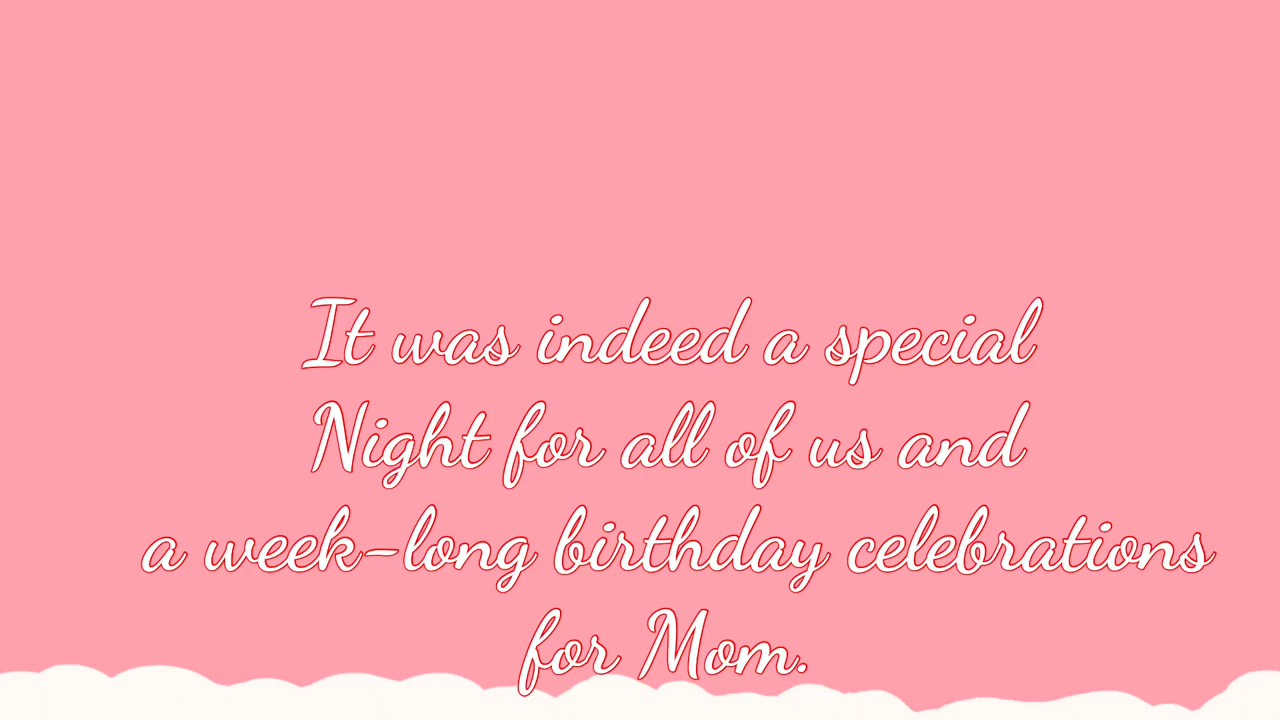 It was indeed a special
Night for all of us and
a week-long birthday celebrations
for Mom.